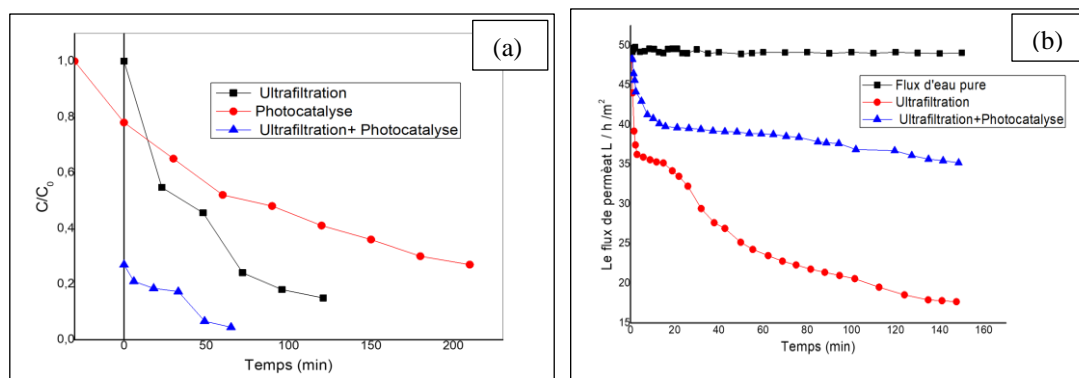 (a)
1,0
0,8
0,6
0,4
0,2
0,0
C/C0
0
50
100
150
200
Temps (min)
Ultrafiltration
Photocatalyse
Ultrafiltration+ Photocatalyse
(b)
50
45
40
35
30
25
20
15
Le flux de perméat L / h /m²
0
20
40
60
80
100
120
140
160
Temps (min)
Flux d'eau pure
Ultrafiltration
Ultrafiltration+Photocatalyse